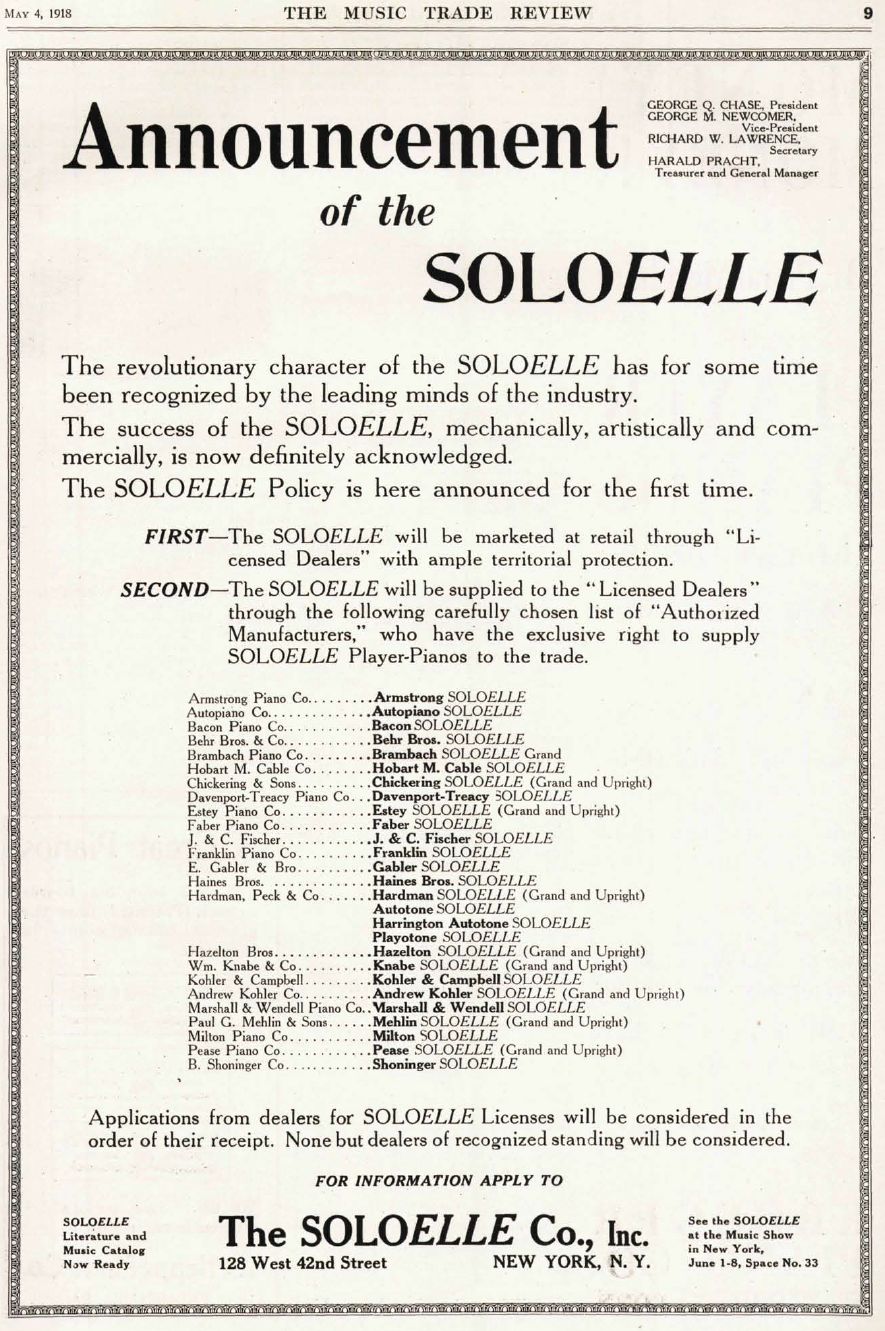 MAY 4, 1918 THE MUSIC TRADE REVIEW 9
Announcement
GEORGE Q. CHASE, President
GEORGE M. NEWCOMER,
Vice-President
RICHARD W. LAWRENCE,
Secretary
HARALD PRACHT,
Treasurer and General Manager
of the
SOLOELLE
The revolutionary character of the SOLOELLE has for some time
been recognized by the leading minds of the industry.
The success of the SOLOELLE, mechanically, artistically and com-
mercially, is now definitely acknowledged.
The SOLOELLE Policy is here announced for the first time.
FIRST—The SOLOELLE will be marketed at retail through "Li-
censed Dealers" with ample territorial protection.
SECOND—The SOLOELLE will be supplied to the "Licensed Dealers"
through the following carefully chosen list of "Authorized
Manufacturers," who have the exclusive right to supply
SOLOELLE Player-Pianos to the trade.
Armstrong Piano Co.........Armstrong SOLOELLE
Autopiano Co..............Autopiano SOLOELLE
Bacon Piano Co............Bacon SOLOELLE
Behr Bros. & Co............Behr Bros. SOLOELLE
Brambach Piano Co.........Brambach SOLOELLE Grand
Hobart M. Cable Co........Hobart M. Cable SOLOELLE
Chickering & Sons..........Chickering SOLOELLE (Grand and Upright)
Davenport-Treacy Piano Co...Davenport-Treacy SOLOELLE
Estey Piano Co............Estey SOLOELLE (Grand and Upright)
Faber Piano Co............Faber SOLOELLE
J. & C. Fischer............J. & C. Fischer SOLOELLE
Franklin Piano Co..........Franklin SOLOELLE
E. Gabler & Bro..........Gabler SOLOELLE
Haines Bros. .............Haines Bros. SOLOELLE
Hardman, Peck & Co.......Hardman SOLOELLE (Grand and Upright)
Autotone SOLOELLE
Harrington Autotone SOLOELLE
Playotone SOLOELLE
Hazelton Bros.............Hazelton SOLOELLE (Grand and Upright)
Wm. Knabe & Co..........Knabe SOLOELLE (Grand and Upright)
Kohler & Campbell.........Kohler & Campbell SOLOELLE
Andrew Kohler Co..........Andrew Kohler SOLOELLE (Grand and Upright)
Marshall & Wendell Piano Co..Marshall & Wendell SOLOELLE
Paul G. Mehlin & Sons......Mehlin SOLOELLE (Grand and Upright)
Milton Piano Co...........Milton SOLOELLE
Pease Piano Co............Pease SOLOELLE (Grand and Upright)
B. Shoninger Co............Shoninger SOLOELLE
Applications from dealers for SOLOELLE Licenses will be considered in the
order of their receipt. None but dealers of recognized standing will be considered.
FOR INFORMATION APPLY TO
SOLOELLE
Literature and
Music Catalog
Now Ready
The SOLOELLE Co., Inc.
128 West 42nd Street NEW YORK, N. Y.
See the SOLOELLE
at the Music Show
in New York,
June 1-8, Space No. 33